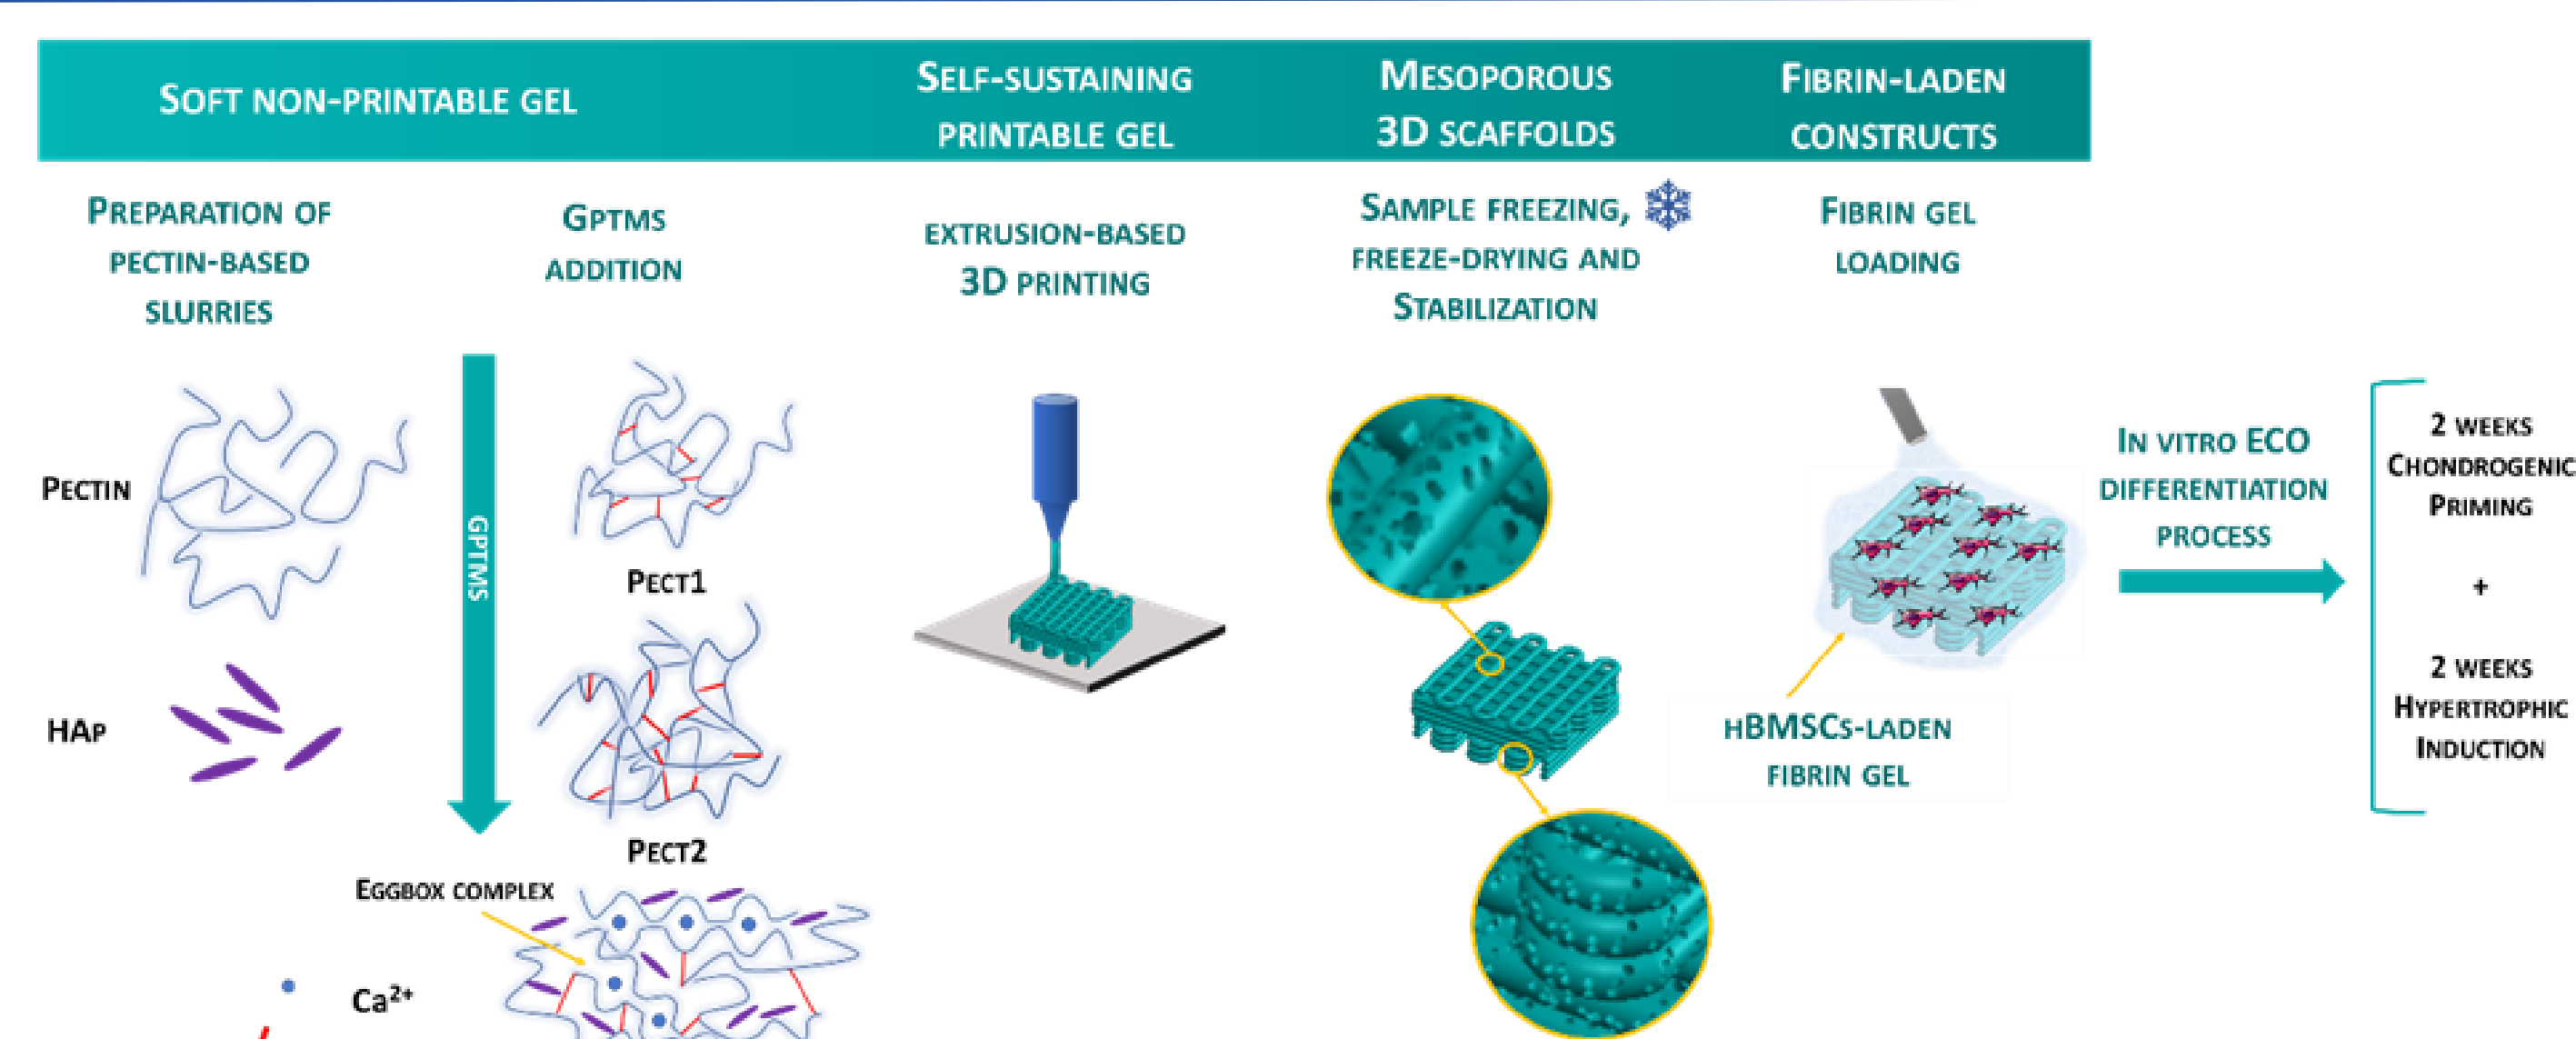 SOFT NON-PRINTABLE GEL
SELF-SUSTAINING
PRINTABLE GEL
MESOPOROUS
3D SCAFFOLDS
FIBRIN-LADEN
CONSTRUCTS
PREPARATION OF
PECTIN-BASED
SLURRIES
GPTMS
ADDITION
EXTRUSION-BASED
3D PRINTING
SAMPLE FREEZING,
FREEZE-DRYING AND
STABILIZATION
FIBRIN GEL
LOADING
PECTIN
HAP
GPTMS
PECT1
PECT2
EGGBOX COMPLEX
Ca²⁺
HBMSCS-LADEN
FIBRIN GEL
IN VITRO ECO
DIFFERENTIATION
PROCESS
2 WEEKS
CHONDROGENIC
PRIMING
+
2 WEEKS
HYPERTROPHIC
INDUCTION